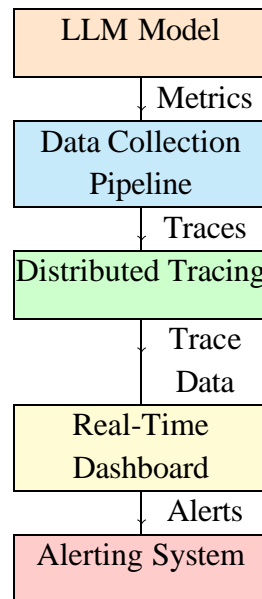 LLM Model
Metrics
Data Collection
Pipeline
Traces
Distributed Tracing
Trace
Data
Real-Time
Dashboard
Alerts
Alerting System